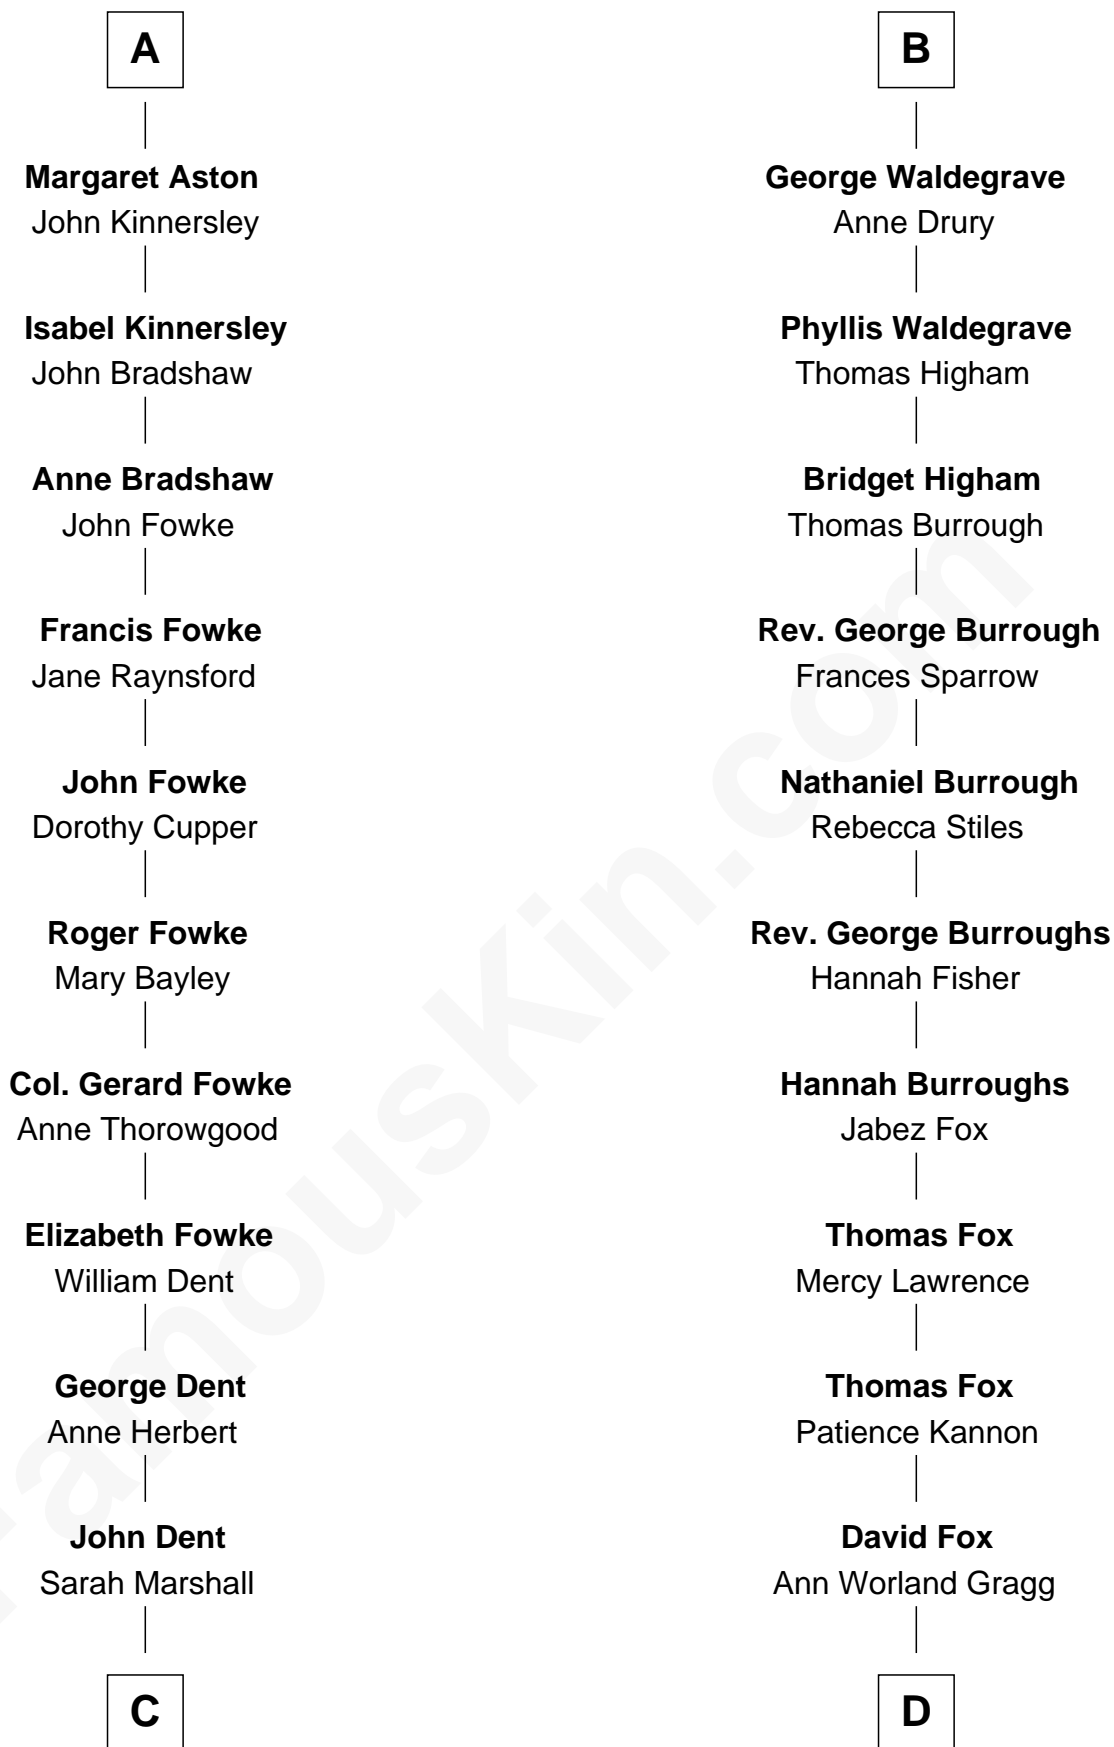 A
Margaret Aston
John Kinnersley
Isabel Kinnersley
John Bradshaw
Anne Bradshaw
John Fowke
Francis Fowke
Jane Raynsford
John Fowke
Dorothy Cupper
Roger Fowke
Mary Bayley
Col. Gerard Fowke
Anne Thorowgood
Elizabeth Fowke
William Dent
George Dent
Anne Herbert
John Dent
Sarah Marshall
C
B
George Waldegrave
Anne Drury
Phyllis Waldegrave
Thomas Higham
Bridget Higham
Thomas Burrough
Rev. George Burrough
Frances Sparrow
Nathaniel Burrough
Rebecca Stiles
Rev. George Burroughs
Hannah Fisher
Hannah Burroughs
Jabez Fox
Thomas Fox
Mercy Lawrence
Thomas Fox
Patience Kannon
David Fox
Ann Worland Gragg
D
FamousKin.com